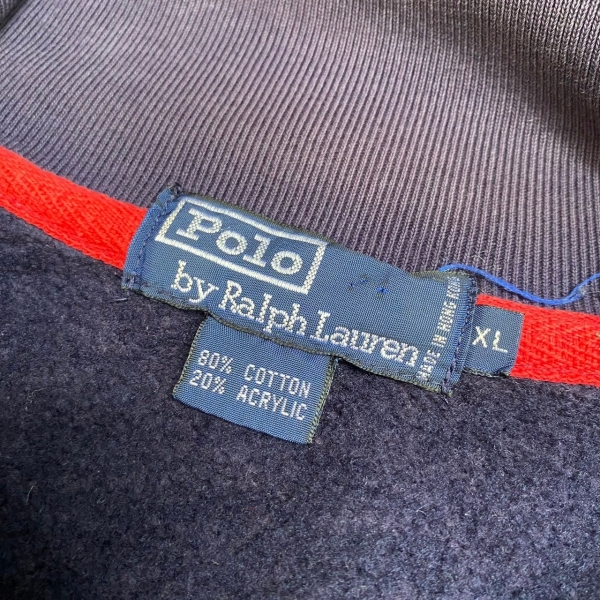 Polo
by Ralph Lauren
MADE IN HONG KONG
XL
80% COTTON
20% ACRYLIC